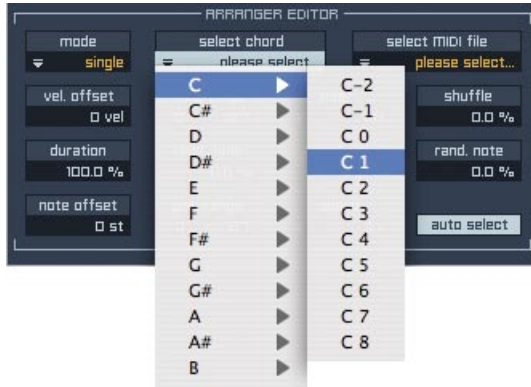 ARRANGER EDITOR
mode
single
select chord
please select
select MIDI file
please select...
vel. offset
0 vel
shuffle
0.0 %
duration
100.0 %
rand. note
0.0 %
note offset
0 st
auto select
C
C#
D
D#
E
F
F#
G
G#
A
A#
B
C-2
C-1
C 0
C 1
C 2
C 3
C 4
C 5
C 6
C 7
C 8